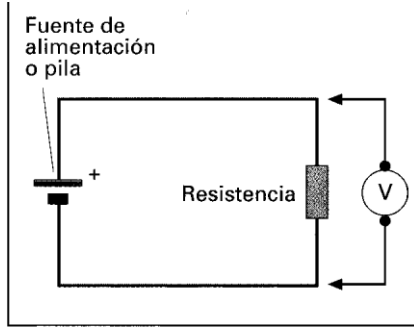 Fuente de
alimentación
o pila
+
Resistencia
V